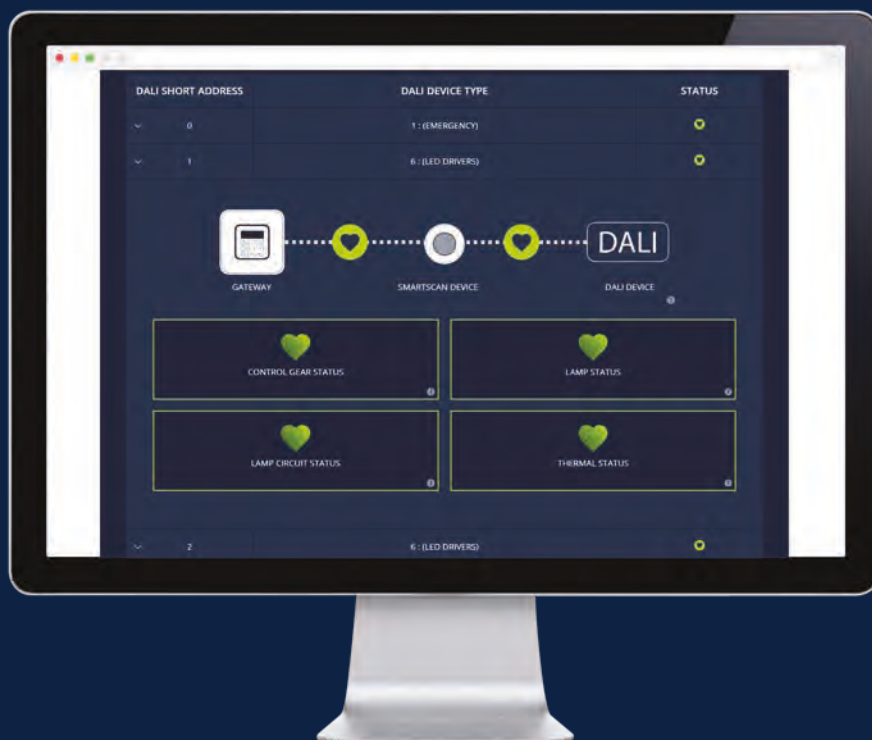 DALI SHORT ADDRESS DALI DEVICE TYPE STATUS
0 1 : (EMERGENCY)
1 6 : (LED DRIVERS)
DALI
GATEWAY SMARTSCAN DEVICE DALI DEVICE
CONTROL GEAR STATUS LAMP STATUS
LAMP CIRCUIT STATUS THERMAL STATUS
2 6 : (LED DRIVERS)